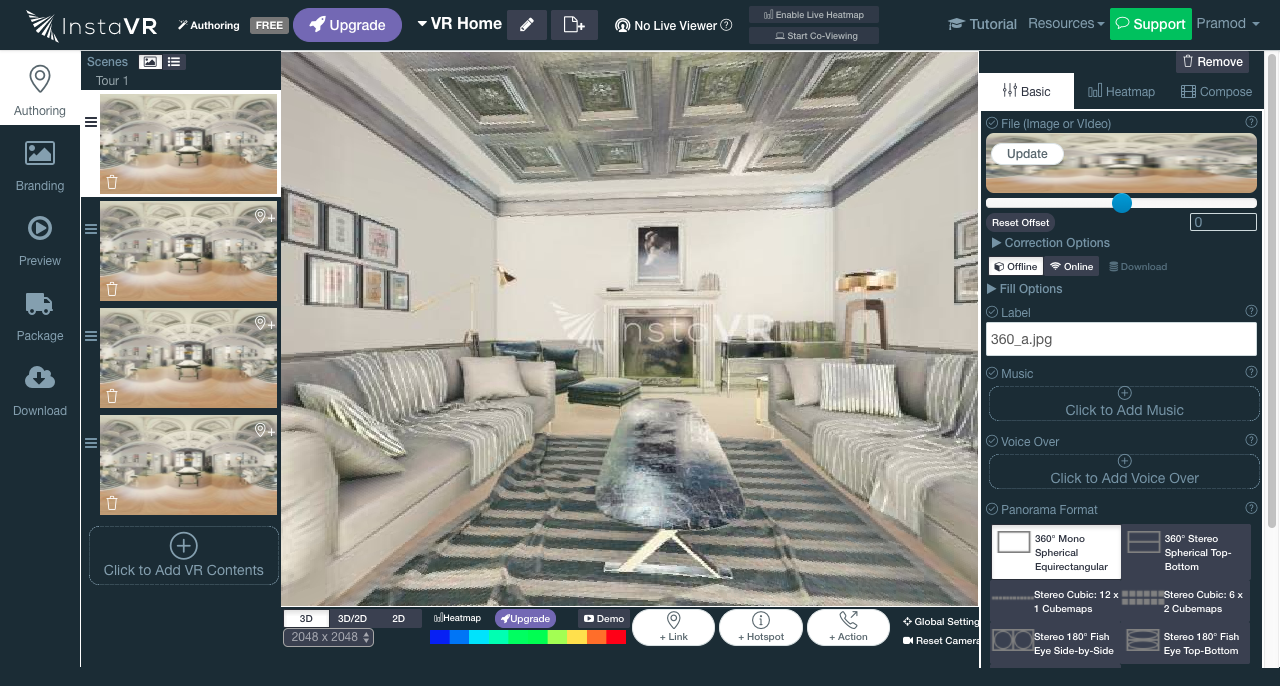 InstaVR
Authoring
FREE
Upgrade
VR Home
No Live Viewer
Enable Live Heatmap
Start Co-Viewing
Tutorial
Resources
Support
Pramod
Authoring
Branding
Preview
Package
Download
Scenes
Tour 1
Click to Add VR Contents
InstaVR
3D
3D/2D
2D
2048 x 2048
Heatmap
Upgrade
Demo
+ Link
+ Hotspot
+ Action
Global Setting
Reset Camera
Remove
Basic
Heatmap
Compose
File (Image or VIdeo)
Update
Reset Offset
0
Correction Options
Offline
Online
Download
Fill Options
Label
360_a.jpg
Music
Click to Add Music
Voice Over
Click to Add Voice Over
Panorama Format
360° Mono
Spherical
Equirectangular
360° Stereo
Spherical Top-
Bottom
Stereo Cubic: 12 x
1 Cubemaps
Stereo Cubic: 6 x
2 Cubemaps
Stereo 180° Fish
Eye Side-by-Side
Stereo 180° Fish
Eye Top-Bottom